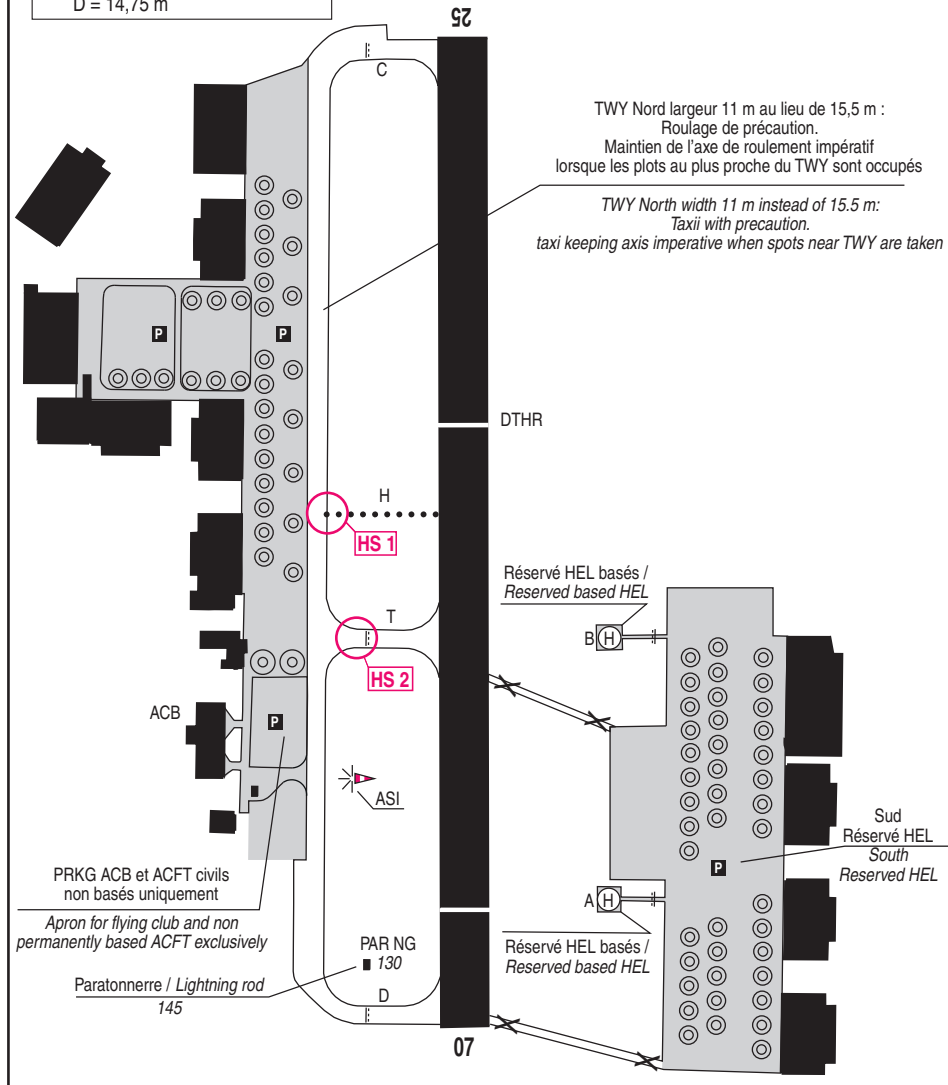 D = 14,75 m
25
C
TWY Nord largeur 11 m au lieu de 15,5 m :
Roulage de précaution.
Maintien de l'axe de roulement impératif
lorsque les plots au plus proche du TWY sont occupés
TWY North width 11 m instead of 15.5 m:
Taxii with precaution.
taxi keeping axis imperative when spots near TWY are taken
P
P
DTHR
H
HS 1
Réservé HEL basés /
Reserved based HEL
T
B H
HS 2
ACB
P
ASI
Sud
Réservé HEL
South
Reserved HEL
P
PRKG ACB et ACFT civils
non basés uniquement
Apron for flying club and non
permanently based ACFT exclusively
A H
Réservé HEL basés /
Reserved based HEL
PAR NG
130
Paratonnerre / Lightning rod
145
D
07